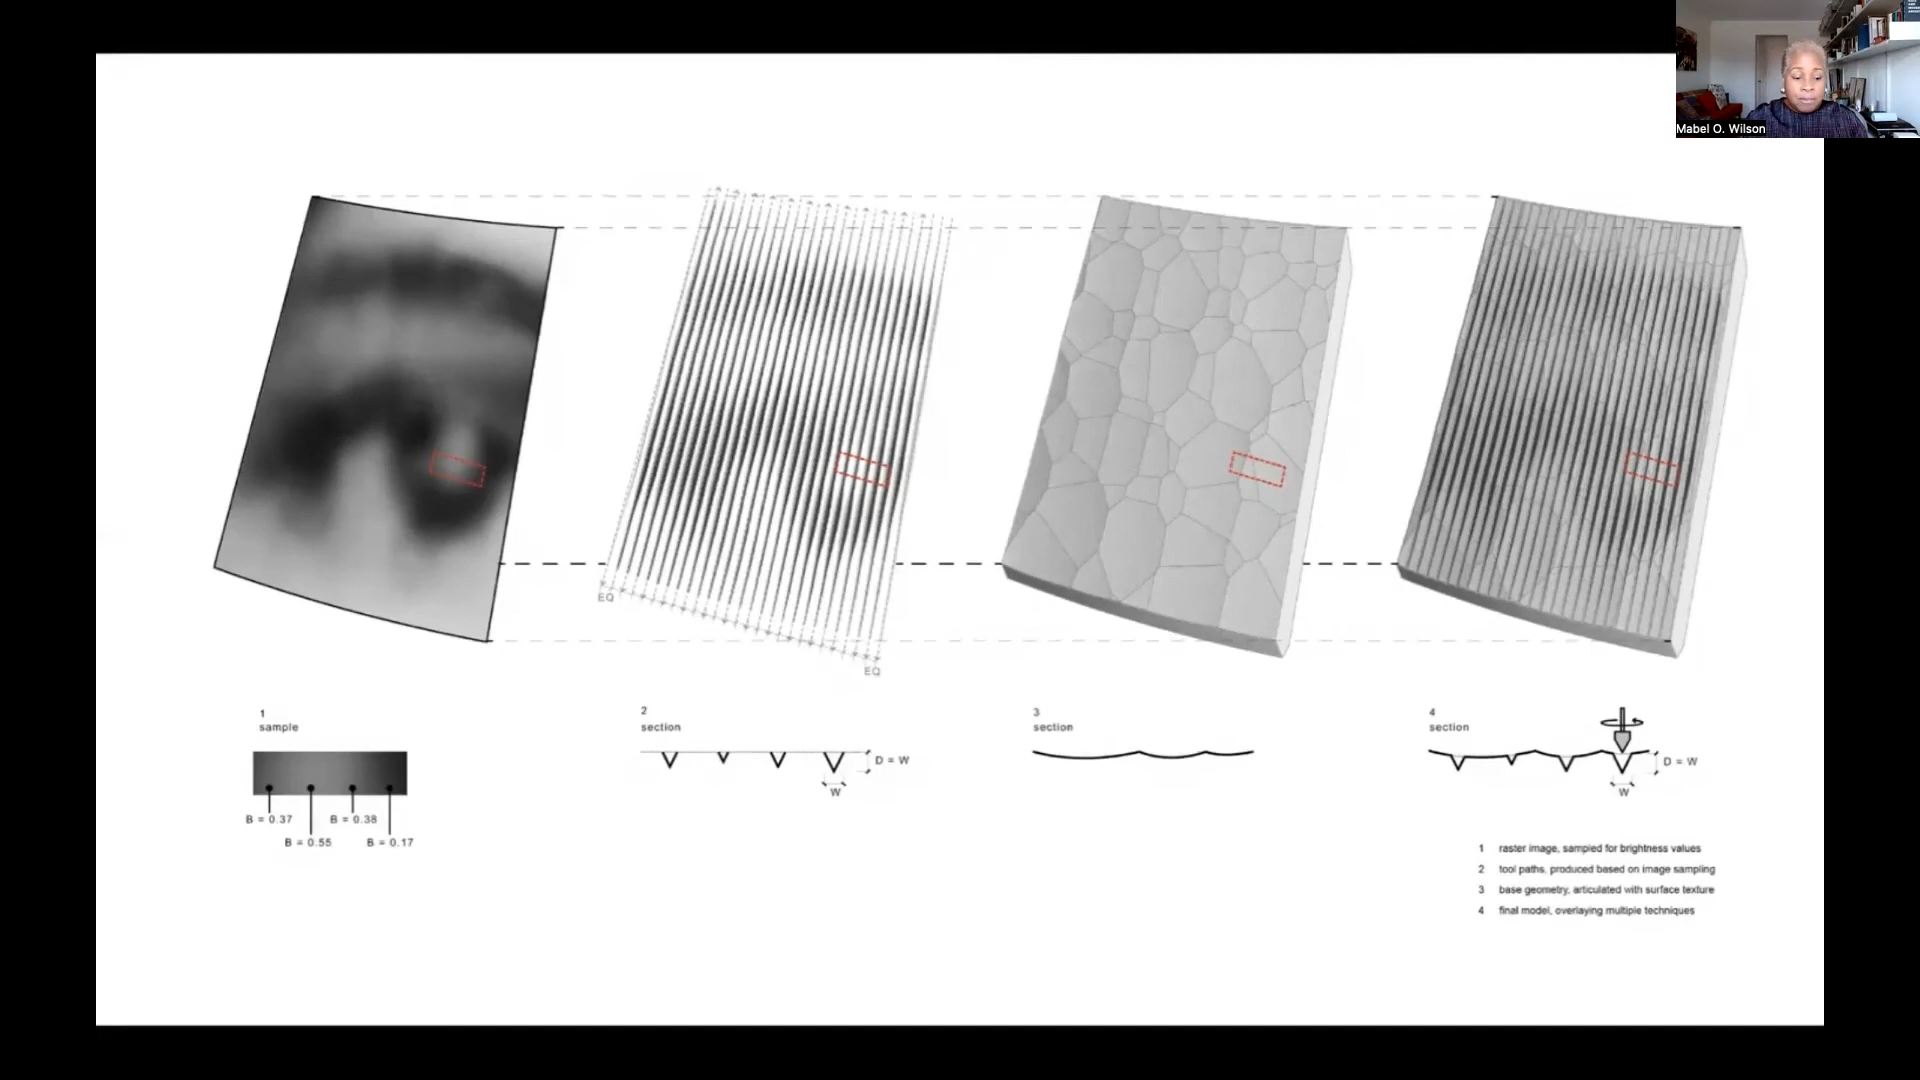 Mabel O. Wilson
EQ
EQ
1
sample
B = 0.37
B = 0.38
B = 0.55
B = 0.17
2
section
D = W
W
3
section
4
section
D = W
W
1 raster image, sampled for brightness values
2 tool paths, produced based on image sampling
3 base geometry, articulated with surface texture
4 final model, overlaying multiple techniques